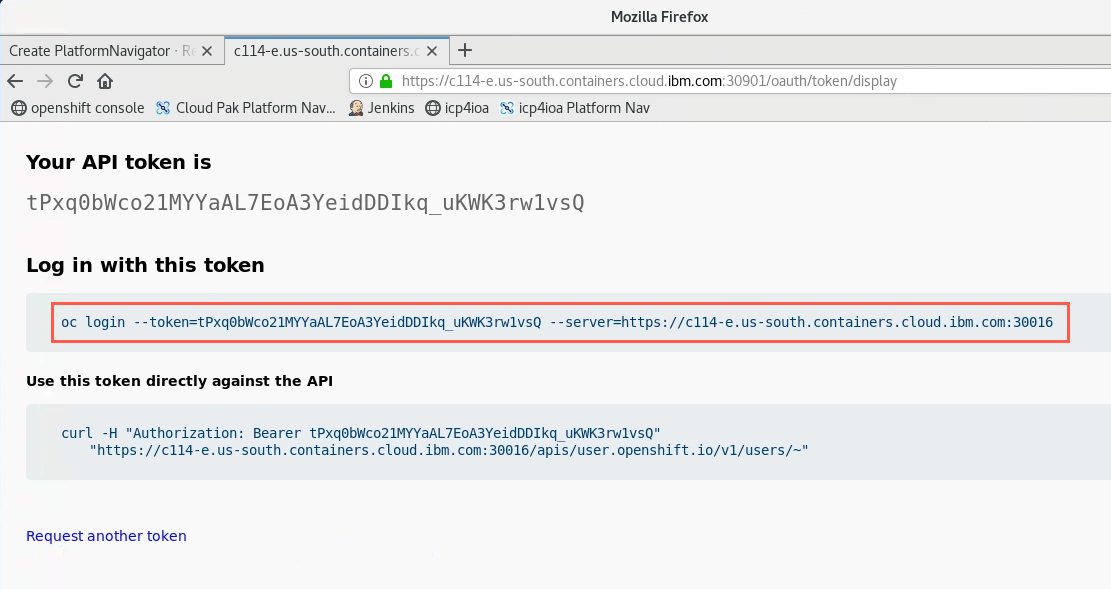 Mozilla Firefox
Create PlatformNavigator · Re
c114-e.us-south.containers.c
https://c114-e.us-south.containers.cloud.ibm.com:30901/oauth/token/display
openshift console Cloud Pak Platform Nav... Jenkins icp4ioa icp4ioa Platform Nav
Your API token is
tPxq0bWco21MYYaAL7EoA3YeidDDIkq_uKWK3rw1vsQ
Log in with this token
oc login --token=tPxq0bWco21MYYaAL7EoA3YeidDDIkq_uKWK3rw1vsQ --server=https://c114-e.us-south.containers.cloud.ibm.com:30016
Use this token directly against the API
curl -H "Authorization: Bearer tPxq0bWco21MYYaAL7EoA3YeidDDIkq_uKWK3rw1vsQ"
"https://c114-e.us-south.containers.cloud.ibm.com:30016/apis/user.openshift.io/v1/users/~"
Request another token